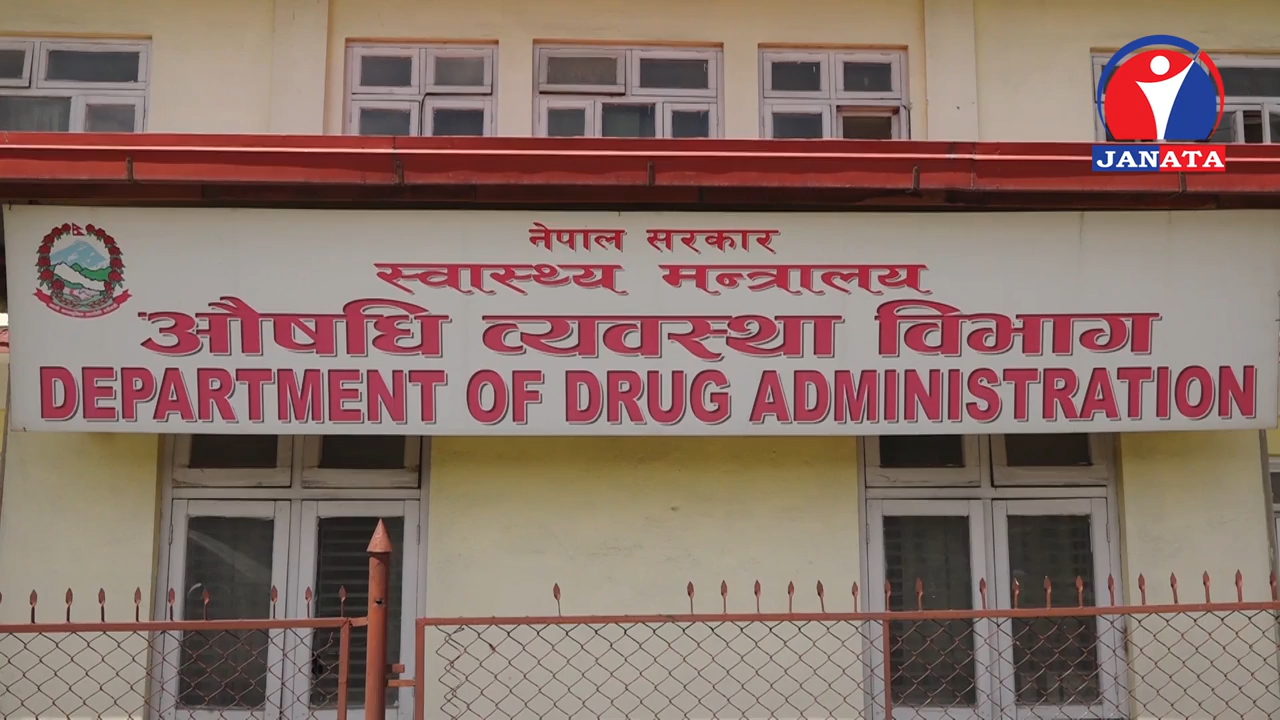 JANATA
नेपाल सरकार
स्वास्थ्य मन्त्रालय
औषधि व्यवस्था विभाग
DEPARTMENT OF DRUG ADMINISTRATION